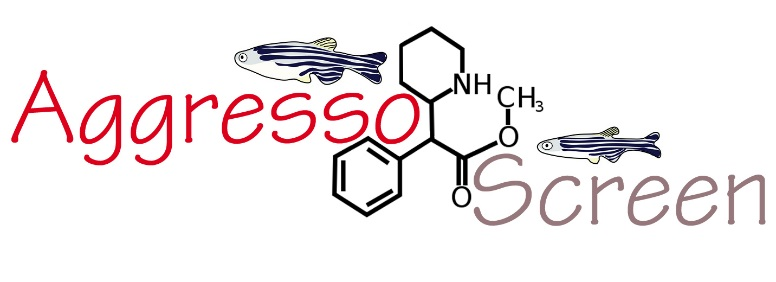 Aggresso
NH
CH3
O
O
Screen